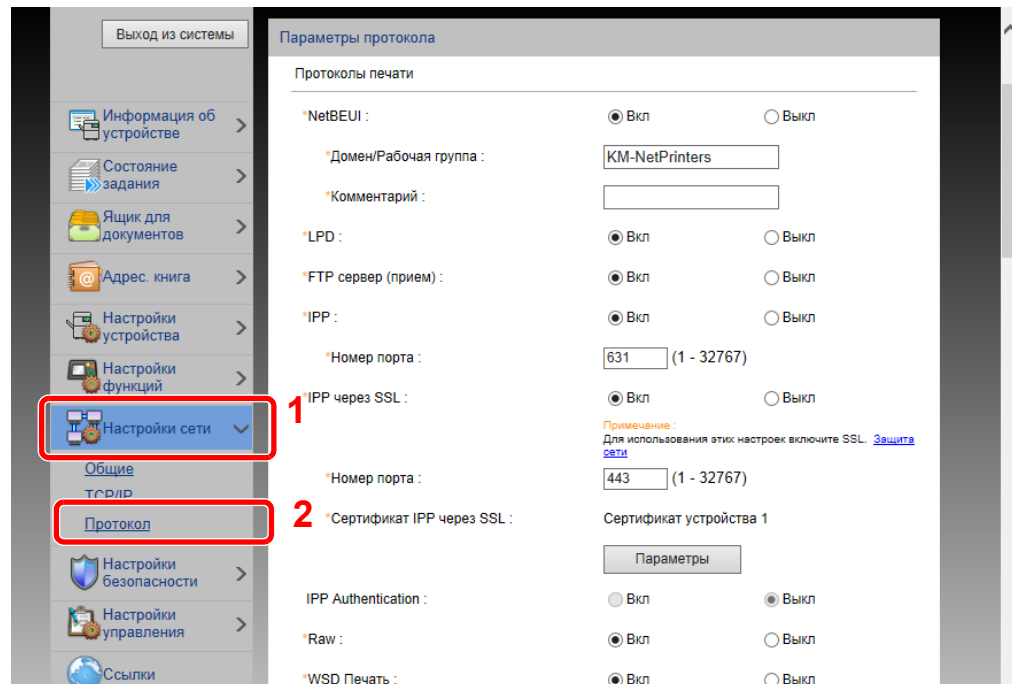 Выход из системы
Информация об
устройстве
Состояние
задания
Ящик для
документов
Адрес. книга
Настройки
устройства
Настройки
функций
Настройки сети
1
Общие
TCP/IP
Протокол
2
Настройки
безопасности
Настройки
управления
Ссылки
Параметры протокола
Протоколы печати
*NetBEUI : Вкл Выкл
*Домен/Рабочая группа : KM-NetPrinters
*Комментарий :
*LPD : Вкл Выкл
*FTP сервер (прием) : Вкл Выкл
*IPP : Вкл Выкл
*Номер порта : 631 (1 - 32767)
*IPP через SSL : Вкл Выкл
Примечание :
Для использования этих настроек включите SSL. Защита
сети
*Номер порта : 443 (1 - 32767)
*Сертификат IPP через SSL : Сертификат устройства 1
Параметры
IPP Authentication : Вкл Выкл
*Raw : Вкл Выкл
*WSD Печать : Вкл Выкл